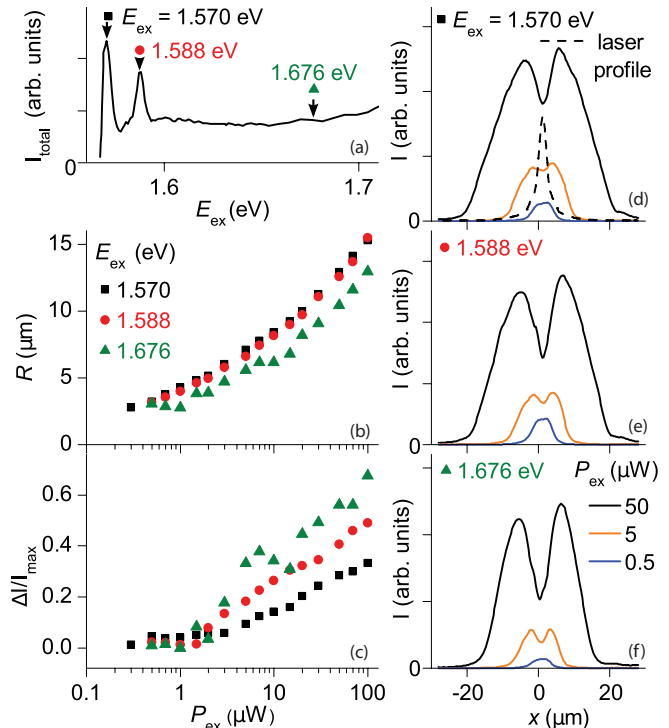 ■ E_ex = 1.570 eV
● 1.588 eV
1.676 eV
▲
I_total (arb. units)
0
(a)
1.6
1.7
E_ex (eV)
15
10
5
0
R (μm)
E_ex (eV)
■ 1.570
● 1.588
▲ 1.676
(b)
0.6
0.4
0.2
0.0
ΔI/I_max
(c)
0.1
1
10
100
P_ex (μW)
■ E_ex = 1.570 eV
laser
profile
I (arb. units)
0
(d)
● 1.588 eV
I (arb. units)
0
(e)
▲ 1.676 eV
P_ex (μW)
50
5
0.5
I (arb. units)
0
(f)
-20
0
20
x (μm)